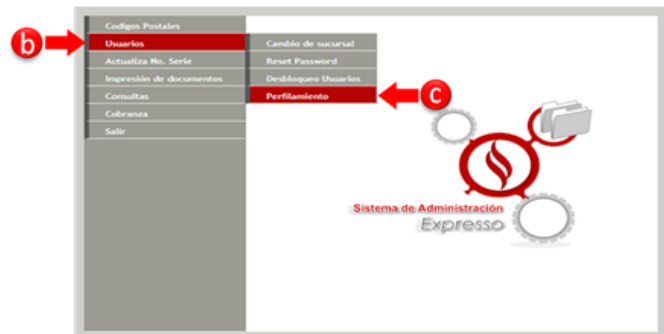 Codigos Postales
b
Usuarios
Cambio de sucursal
Actualiza No. Serie
Reset Password
Impresión de documentos
Desbloqueo Usuarios
Consultas
Perfilamiento
c
Cobranza
Salir
Sistema de Administración
Expresso